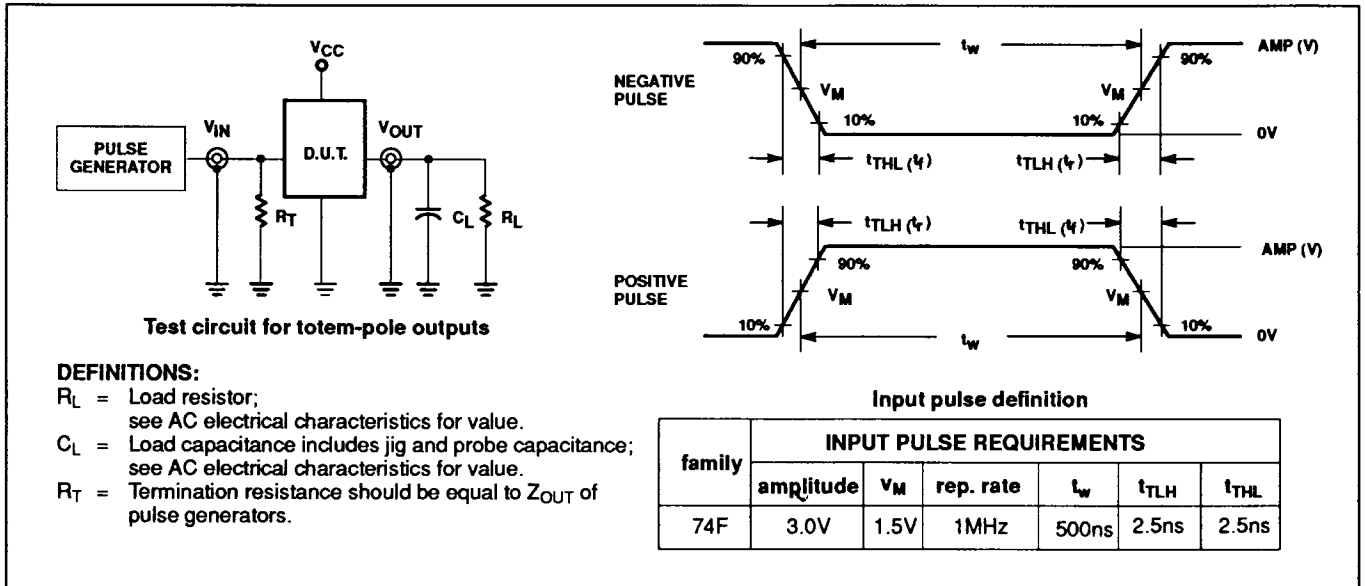 VCC
VIN
VOUT
PULSE
GENERATOR
D.U.T.
RT
CL
RL
Test circuit for totem-pole outputs
DEFINITIONS:
RL = Load resistor;
see AC electrical characteristics for value.
CL = Load capacitance includes jig and probe capacitance;
see AC electrical characteristics for value.
RT = Termination resistance should be equal to ZOUT of
pulse generators.
NEGATIVE
PULSE
90%
tw
90%
AMP (V)
VM
VM
10%
10%
0V
tTHL (tf)
tTLH (tr)
tTLH (tr)
tTHL (tf)
AMP (V)
POSITIVE
PULSE
90%
90%
VM
VM
10%
10%
tw
0V
Input pulse definition
family
INPUT PULSE REQUIREMENTS
amplitude VM rep. rate tw tTLH tTHL
74F 3.0V 1.5V 1MHz 500ns 2.5ns 2.5ns